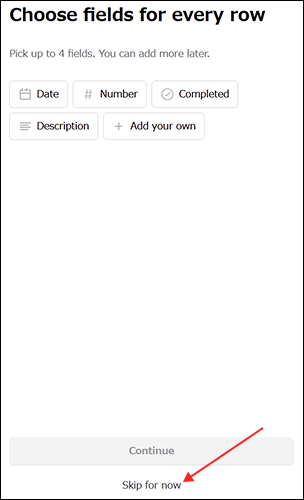 Choose fields for every row
Pick up to 4 fields. You can add more later.
Date # Number Completed
Description + Add your own
Continue
Skip for now